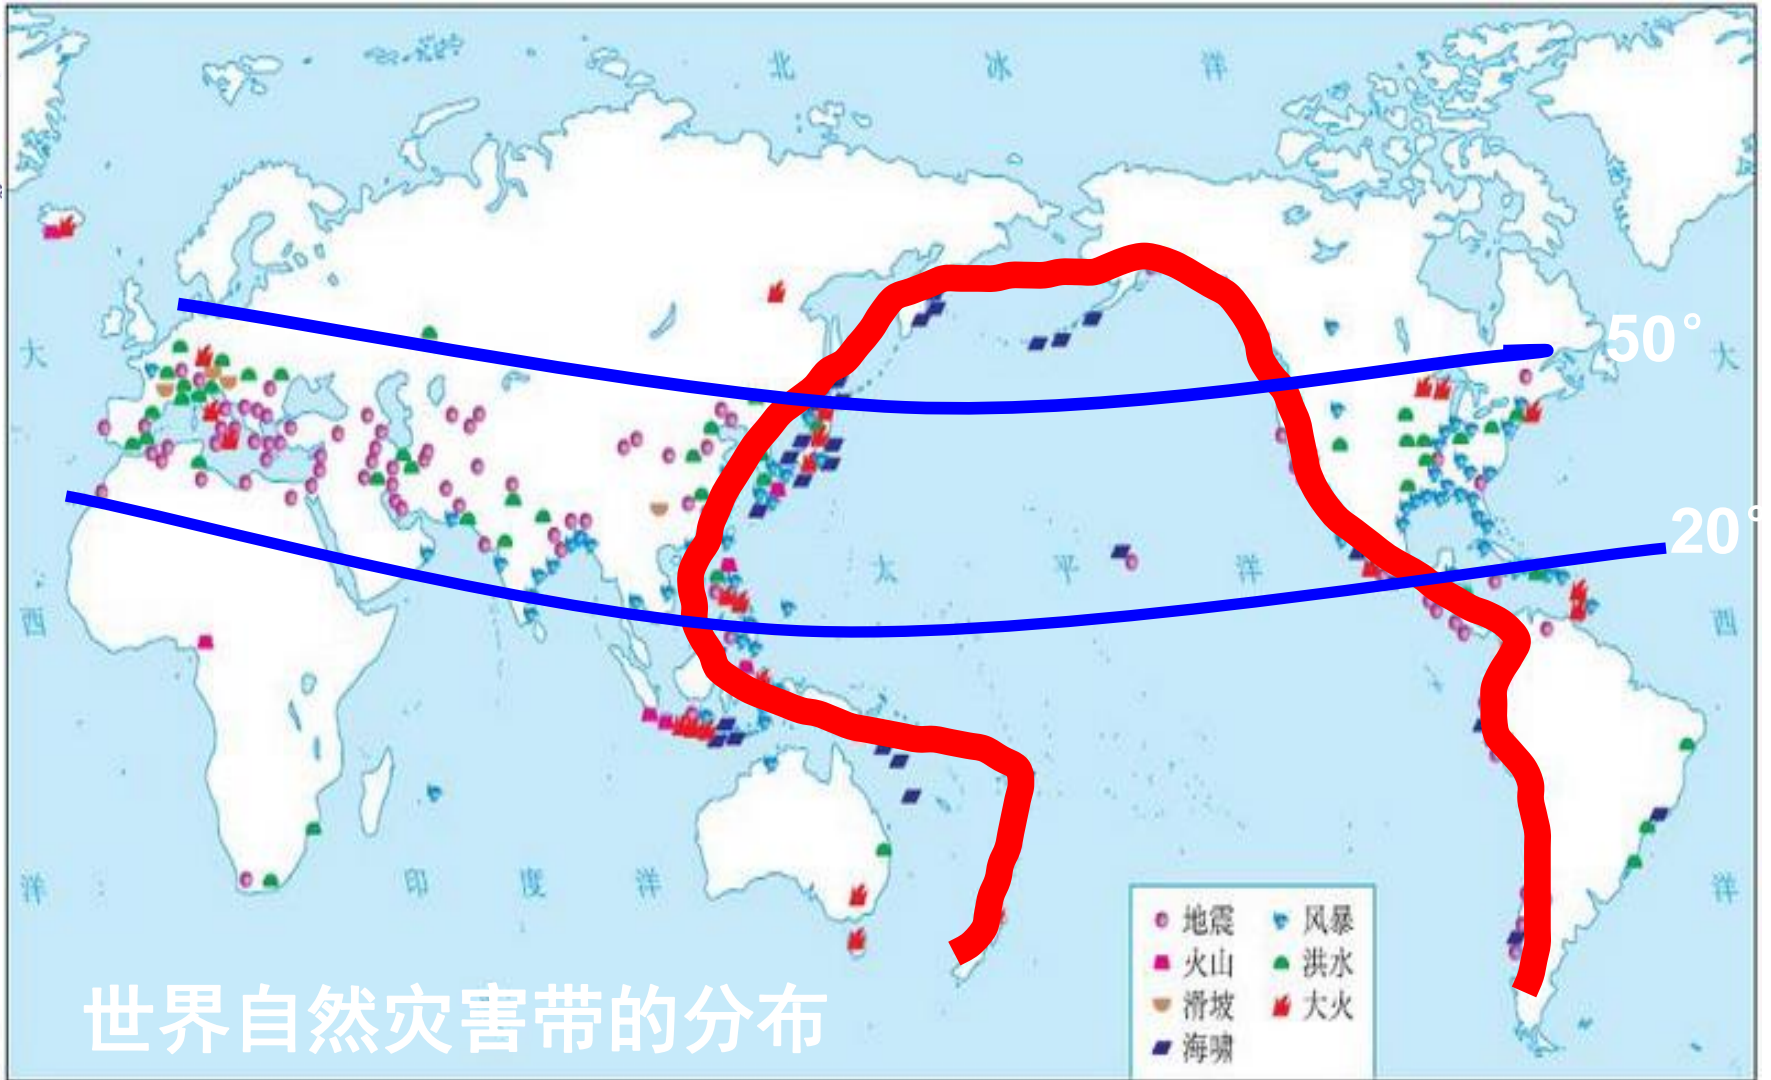 北 冰 洋
50°
大
大
20°
太 平 洋
西
西
印 度 洋
洋
洋
地震 风暴
火山 洪水
滑坡 大火
海啸
世界自然灾害带的分布